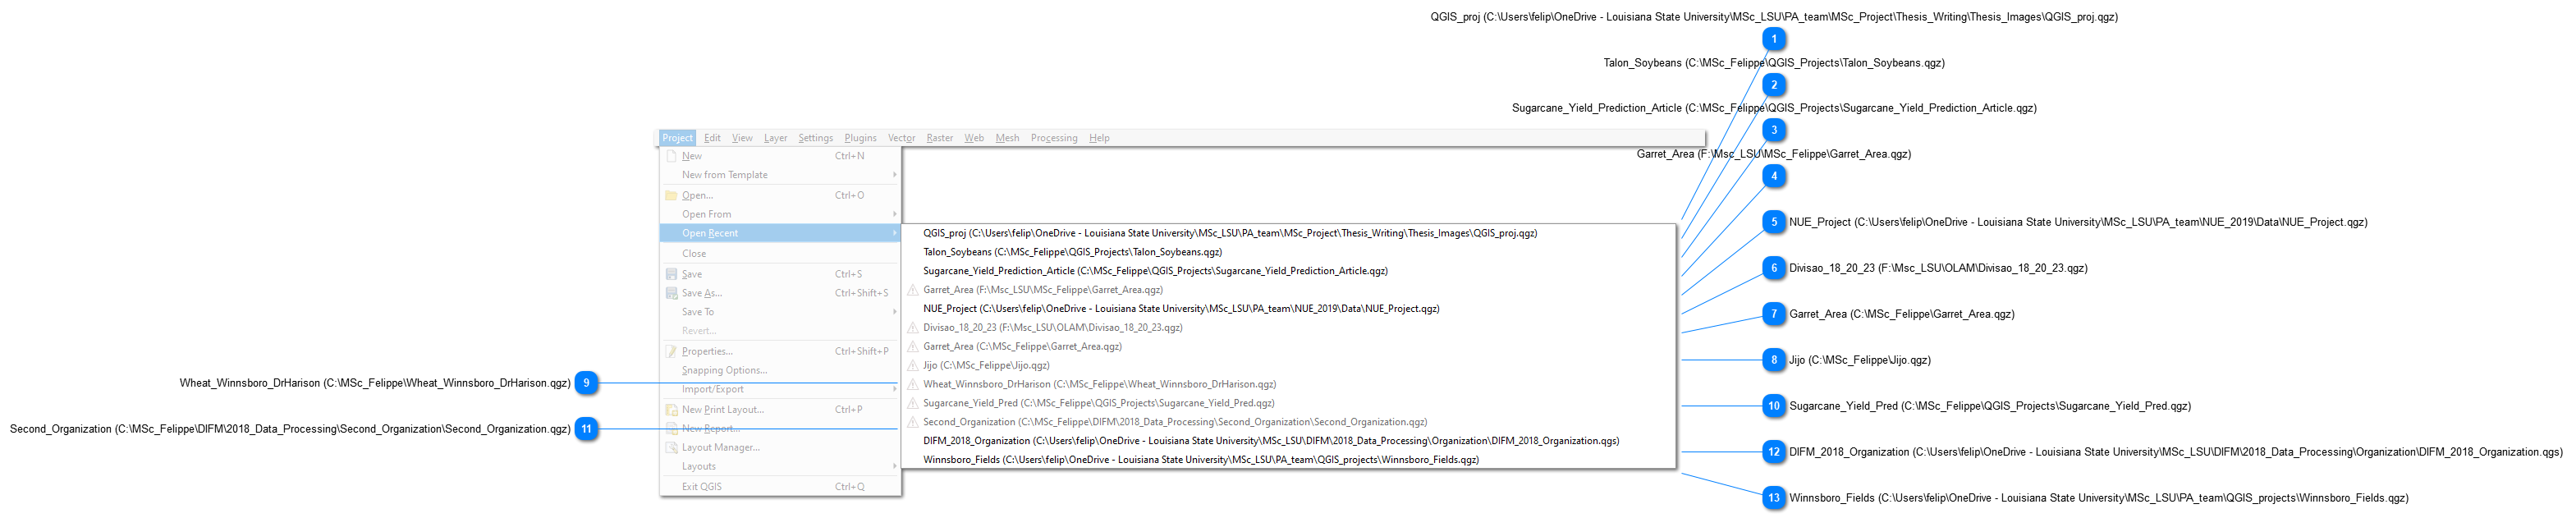 QGIS_proj (C:\Users\felip\OneDrive - Louisiana State University\MSc_LSU\PA_team\MSc_Project\Thesis_Writing\Thesis_Images\QGIS_proj.qgz)
1
Talon_Soybeans (C:\MSc_Felippe\QGIS_Projects\Talon_Soybeans.qgz)
2
Sugarcane_Yield_Prediction_Article (C:\MSc_Felippe\QGIS_Projects\Sugarcane_Yield_Prediction_Article.qgz)
3
Garret_Area (F:\Msc_LSU\MSc_Felippe\Garret_Area.qgz)
4
5 NUE_Project (C:\Users\felip\OneDrive - Louisiana State University\MSc_LSU\PA_team\NUE_2019\Data\NUE_Project.qgz)
6 Divisao_18_20_23 (F:\Msc_LSU\OLAM\Divisao_18_20_23.qgz)
7 Garret_Area (C:\MSc_Felippe\Garret_Area.qgz)
8 Jijo (C:\MSc_Felippe\Jijo.qgz)
Wheat_Winnsboro_DrHarison (C:\MSc_Felippe\Wheat_Winnsboro_DrHarison.qgz) 9
10 Sugarcane_Yield_Pred (C:\MSc_Felippe\QGIS_Projects\Sugarcane_Yield_Pred.qgz)
Second_Organization (C:\MSc_Felippe\DIFM\2018_Data_Processing\Second_Organization\Second_Organization.qgz) 11
12 DIFM_2018_Organization (C:\Users\felip\OneDrive - Louisiana State University\MSc_LSU\DIFM\2018_Data_Processing\Organization\DIFM_2018_Organization.qgs)
13 Winnsboro_Fields (C:\Users\felip\OneDrive - Louisiana State University\MSc_LSU\PA_team\QGIS_projects\Winnsboro_Fields.qgz)
Project Edit View Layer Settings Plugins Vector Raster Web Mesh Processing Help
New Ctrl+N
New from Template
Open... Ctrl+O
Open From
Open Recent
Close
Save Ctrl+S
Save As... Ctrl+Shift+S
Save To
Revert...
Properties... Ctrl+Shift+P
Snapping Options...
Import/Export
New Print Layout... Ctrl+P
New Report...
Layout Manager...
Layouts
Exit QGIS Ctrl+Q
QGIS_proj (C:\Users\felip\OneDrive - Louisiana State University\MSc_LSU\PA_team\MSc_Project\Thesis_Writing\Thesis_Images\QGIS_proj.qgz)
Talon_Soybeans (C:\MSc_Felippe\QGIS_Projects\Talon_Soybeans.qgz)
Sugarcane_Yield_Prediction_Article (C:\MSc_Felippe\QGIS_Projects\Sugarcane_Yield_Prediction_Article.qgz)
Garret_Area (F:\Msc_LSU\MSc_Felippe\Garret_Area.qgz)
NUE_Project (C:\Users\felip\OneDrive - Louisiana State University\MSc_LSU\PA_team\NUE_2019\Data\NUE_Project.qgz)
Divisao_18_20_23 (F:\Msc_LSU\OLAM\Divisao_18_20_23.qgz)
Garret_Area (C:\MSc_Felippe\Garret_Area.qgz)
Jijo (C:\MSc_Felippe\Jijo.qgz)
Wheat_Winnsboro_DrHarison (C:\MSc_Felippe\Wheat_Winnsboro_DrHarison.qgz)
Sugarcane_Yield_Pred (C:\MSc_Felippe\QGIS_Projects\Sugarcane_Yield_Pred.qgz)
Second_Organization (C:\MSc_Felippe\DIFM\2018_Data_Processing\Second_Organization\Second_Organization.qgz)
DIFM_2018_Organization (C:\Users\felip\OneDrive - Louisiana State University\MSc_LSU\DIFM\2018_Data_Processing\Organization\DIFM_2018_Organization.qgs)
Winnsboro_Fields (C:\Users\felip\OneDrive - Louisiana State University\MSc_LSU\PA_team\QGIS_projects\Winnsboro_Fields.qgz)